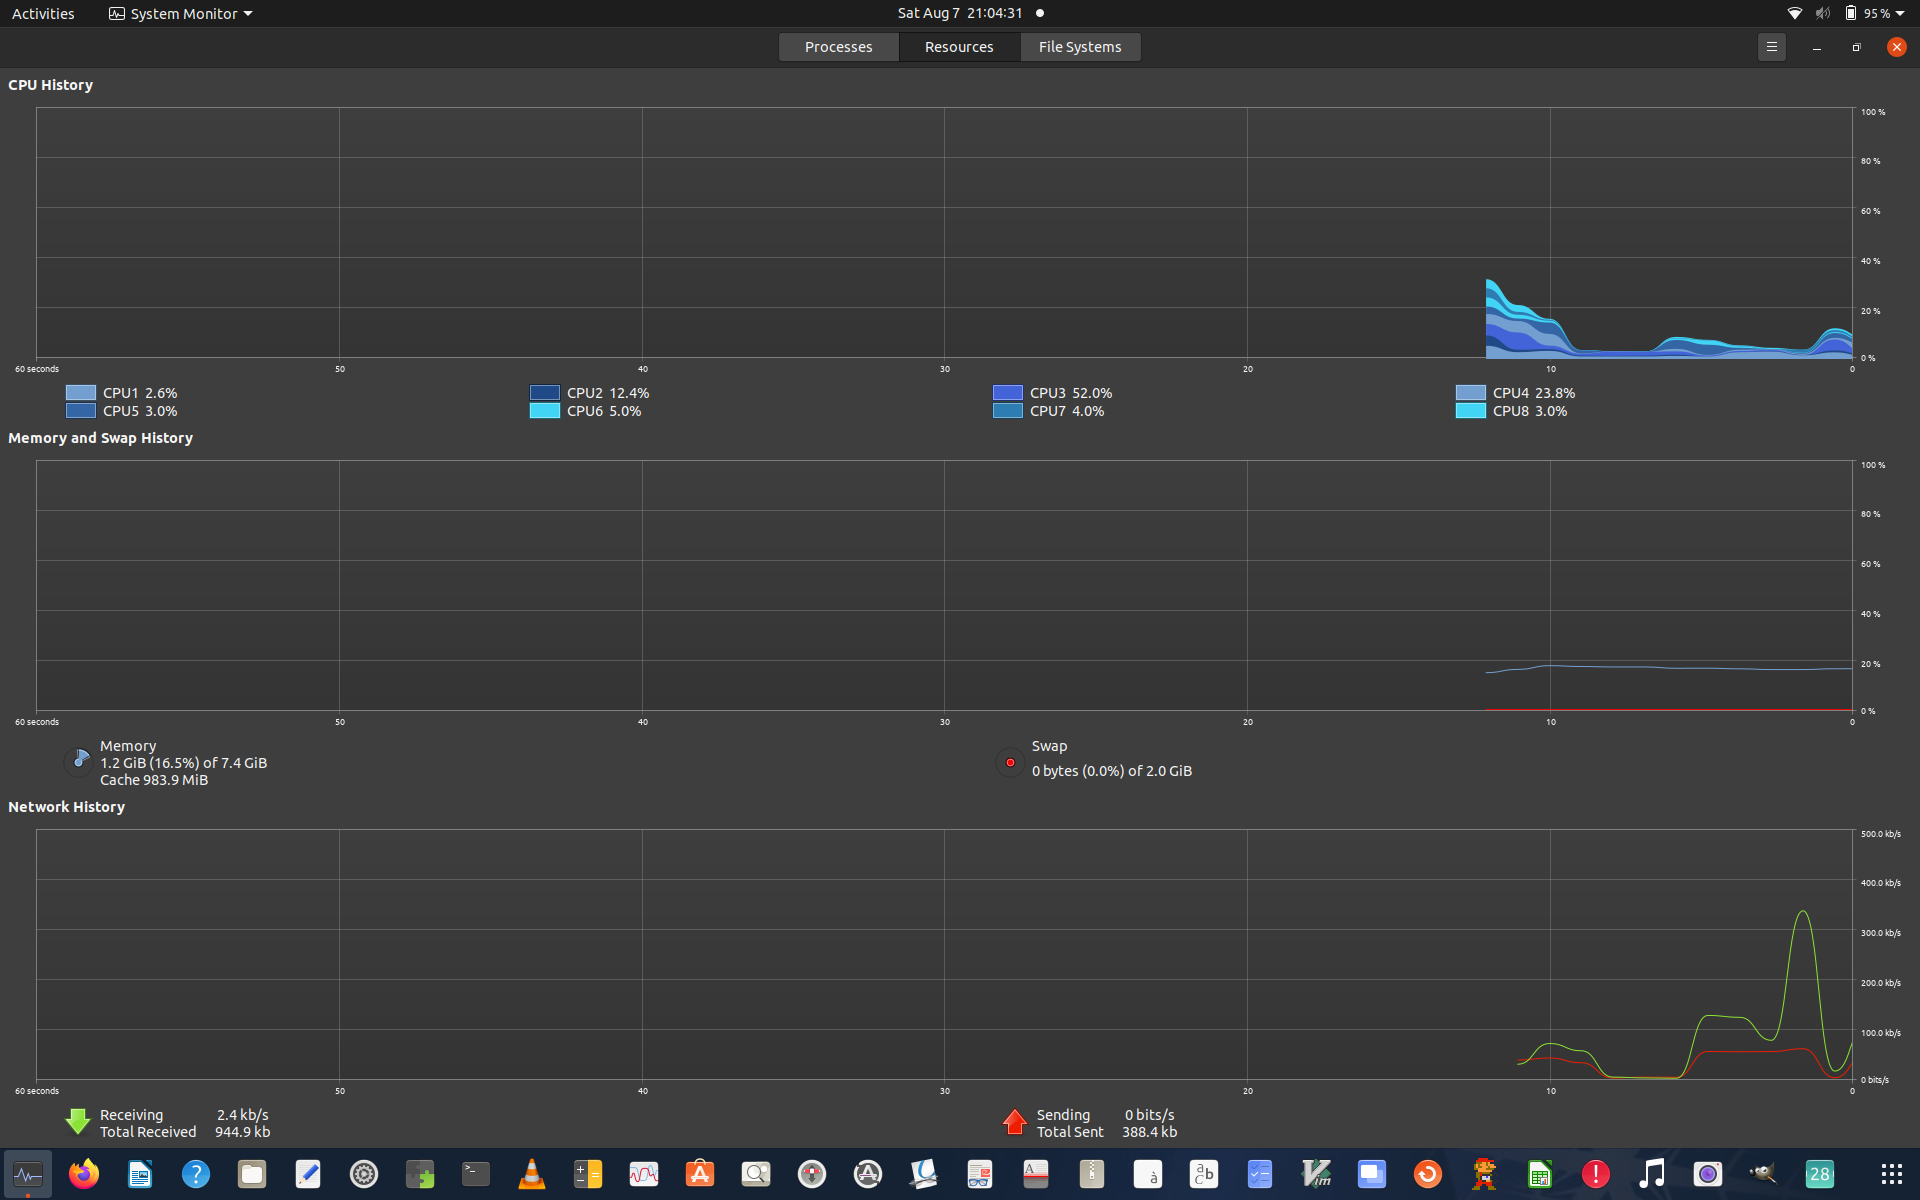 Activities System Monitor Sat Aug 7 21:04:31 95 %
Processes Resources File Systems
CPU History
100 %
80 %
60 %
40 %
20 %
0 %
60 seconds 50 40 30 20 10 0
CPU1 2.6% CPU2 12.4% CPU3 52.0% CPU4 23.8%
CPU5 3.0% CPU6 5.0% CPU7 4.0% CPU8 3.0%
Memory and Swap History
100 %
80 %
60 %
40 %
20 %
0 %
60 seconds 50 40 30 20 10 0
Memory
1.2 GiB (16.5%) of 7.4 GiB
Cache 983.9 MiB
Swap
0 bytes (0.0%) of 2.0 GiB
Network History
500.0 kb/s
400.0 kb/s
300.0 kb/s
200.0 kb/s
100.0 kb/s
0 bits/s
60 seconds 50 40 30 20 10 0
Receiving 2.4 kb/s
Total Received 944.9 kb
Sending 0 bits/s
Total Sent 388.4 kb
28